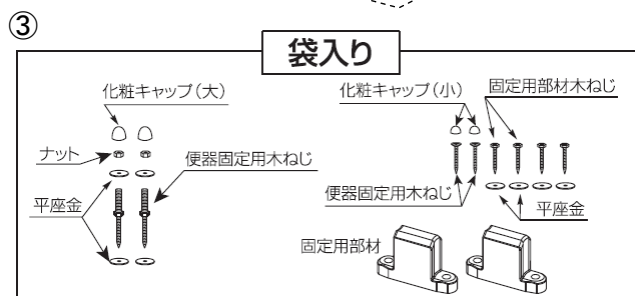 ③
袋入り
化粧キャップ（大）
ナット
便器固定用木ねじ
平座金
化粧キャップ（小）
固定用部材木ねじ
便器固定用木ねじ
平座金
固定用部材